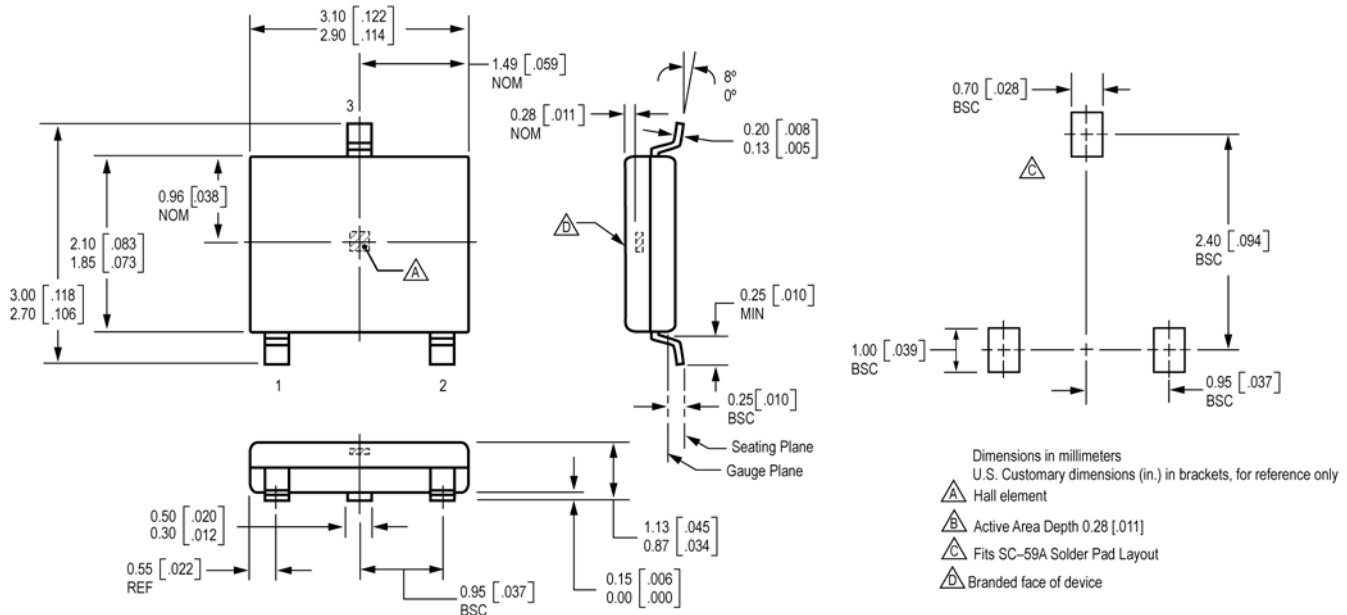 3.10 [.122
2.90 .114]
1.49 [.059]
NOM
3
0.28 [.011]
NOM
8º
0º
0.20 [.008
0.13 .005]
0.70 [.028]
BSC
C
0.96 [.038]
NOM
2.10 [.083
1.85 .073]
3.00 [.118
2.70 .106]
A
D
2.40 [.094]
BSC
0.25 [.010]
MIN
1
2
1.00 [.039]
BSC
0.95 [.037]
BSC
0.25[.010]
BSC
Seating Plane
Gauge Plane
0.50 [.020
0.30 .012]
0.55 [.022]
REF
0.95 [.037]
BSC
1.13 [.045
0.87 .034]
0.15 [.006
0.00 .000]
Dimensions in millimeters
U.S. Customary dimensions (in.) in brackets, for reference only
A Hall element
B Active Area Depth 0.28 [.011]
C Fits SC–59A Solder Pad Layout
D Branded face of device